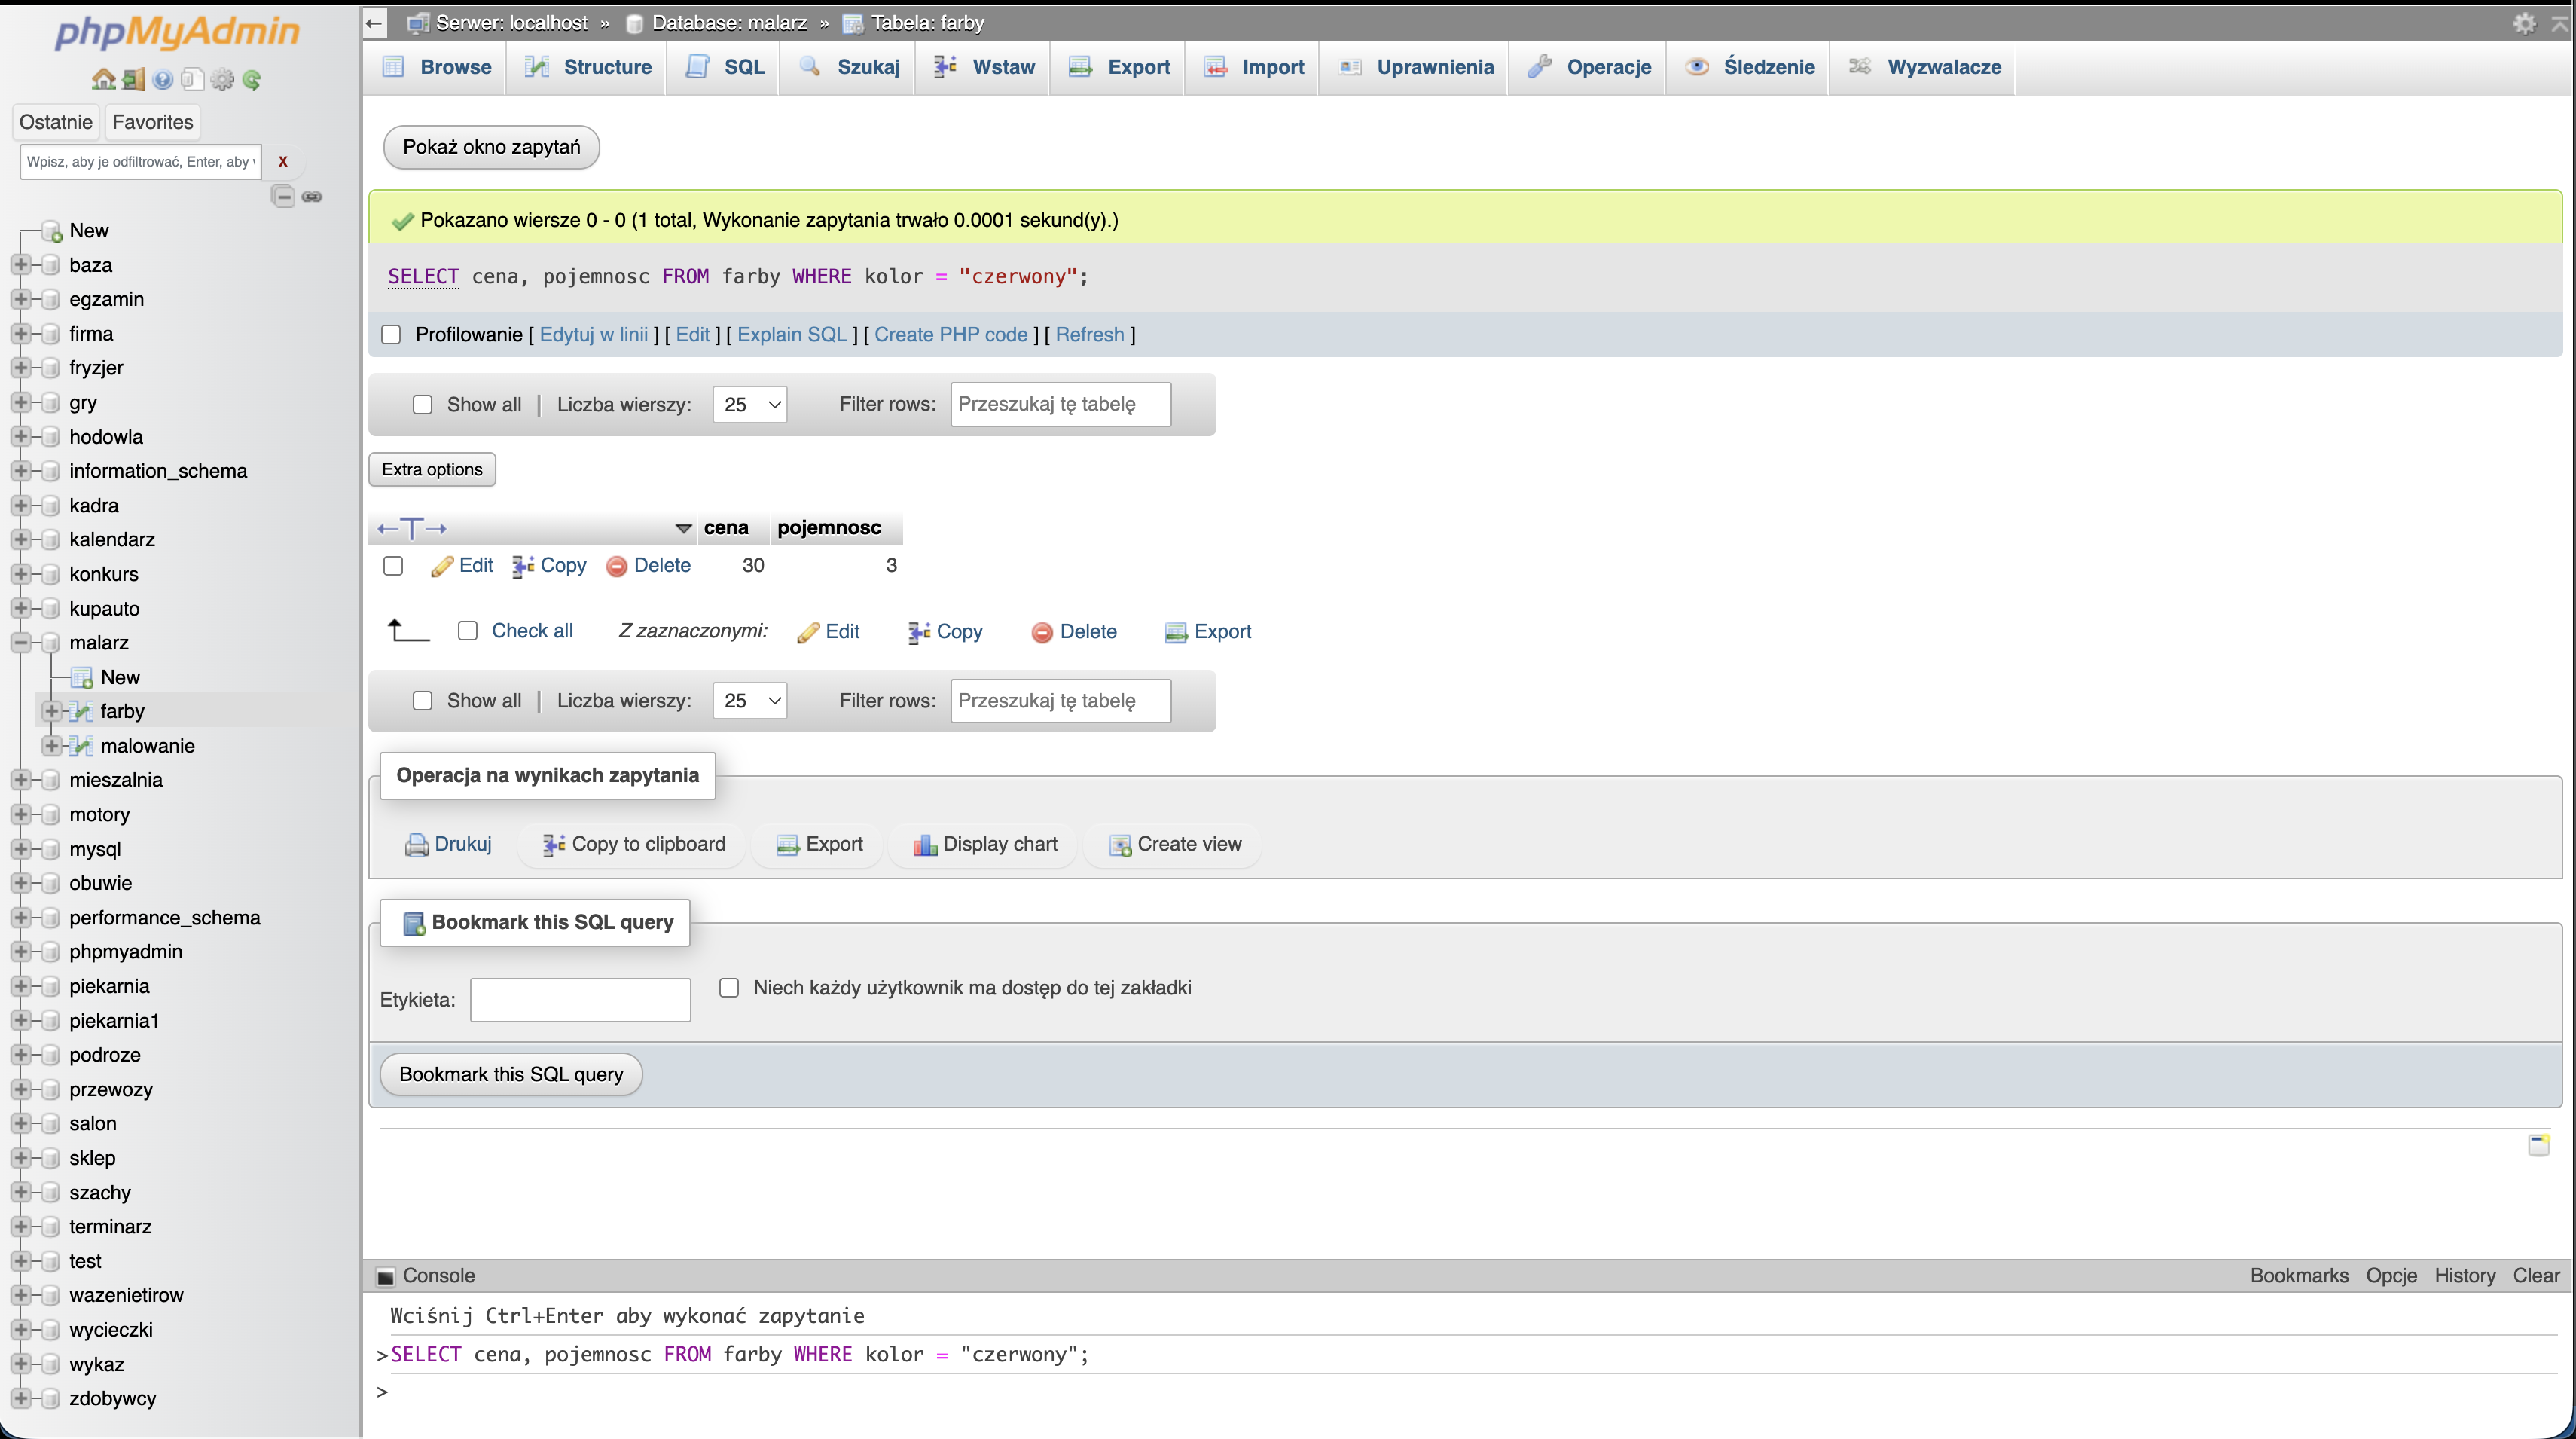 phpMyAdmin
Ostatnie Favorites
Wpisz, aby je odfiltrować, Enter, aby
X
New
baza
egzamin
firma
fryzjer
gry
hodowla
information_schema
kadra
kalendarz
konkurs
kupauto
malarz
New
farby
malowanie
mieszalnia
motory
mysql
obuwie
performance_schema
phpmyadmin
piekarnia
piekarnia1
podroze
przewozy
salon
sklep
szachy
terminarz
test
wazenietirow
wycieczki
wykaz
zdobywcy
Serwer: localhost » Database: malarz » Tabela: farby
Browse Structure SQL Szukaj Wstaw Export Import Uprawnienia Operacje Śledzenie Wyzwalacze
Pokaż okno zapytań
Pokazano wiersze 0 - 0 (1 total, Wykonanie zapytania trwało 0.0001 sekund(y).)
SELECT cena, pojemnosc FROM farby WHERE kolor = "czerwony";
Profilowanie [ Edytuj w linii ] [ Edit ] [ Explain SQL ] [ Create PHP code ] [ Refresh ]
Show all | Liczba wierszy: 25 Filter rows: Przeszukaj tę tabelę
Extra options
←T→ cena pojemnosc
Edit Copy Delete 30 3
Check all Z zaznaczonymi: Edit Copy Delete Export
Show all | Liczba wierszy: 25 Filter rows: Przeszukaj tę tabelę
Operacja na wynikach zapytania
Drukuj Copy to clipboard Export Display chart Create view
Bookmark this SQL query
Etykieta: Niech każdy użytkownik ma dostęp do tej zakładki
Bookmark this SQL query
Console Bookmarks Opcje History Clear
Wciśnij Ctrl+Enter aby wykonać zapytanie
>SELECT cena, pojemnosc FROM farby WHERE kolor = "czerwony";
>